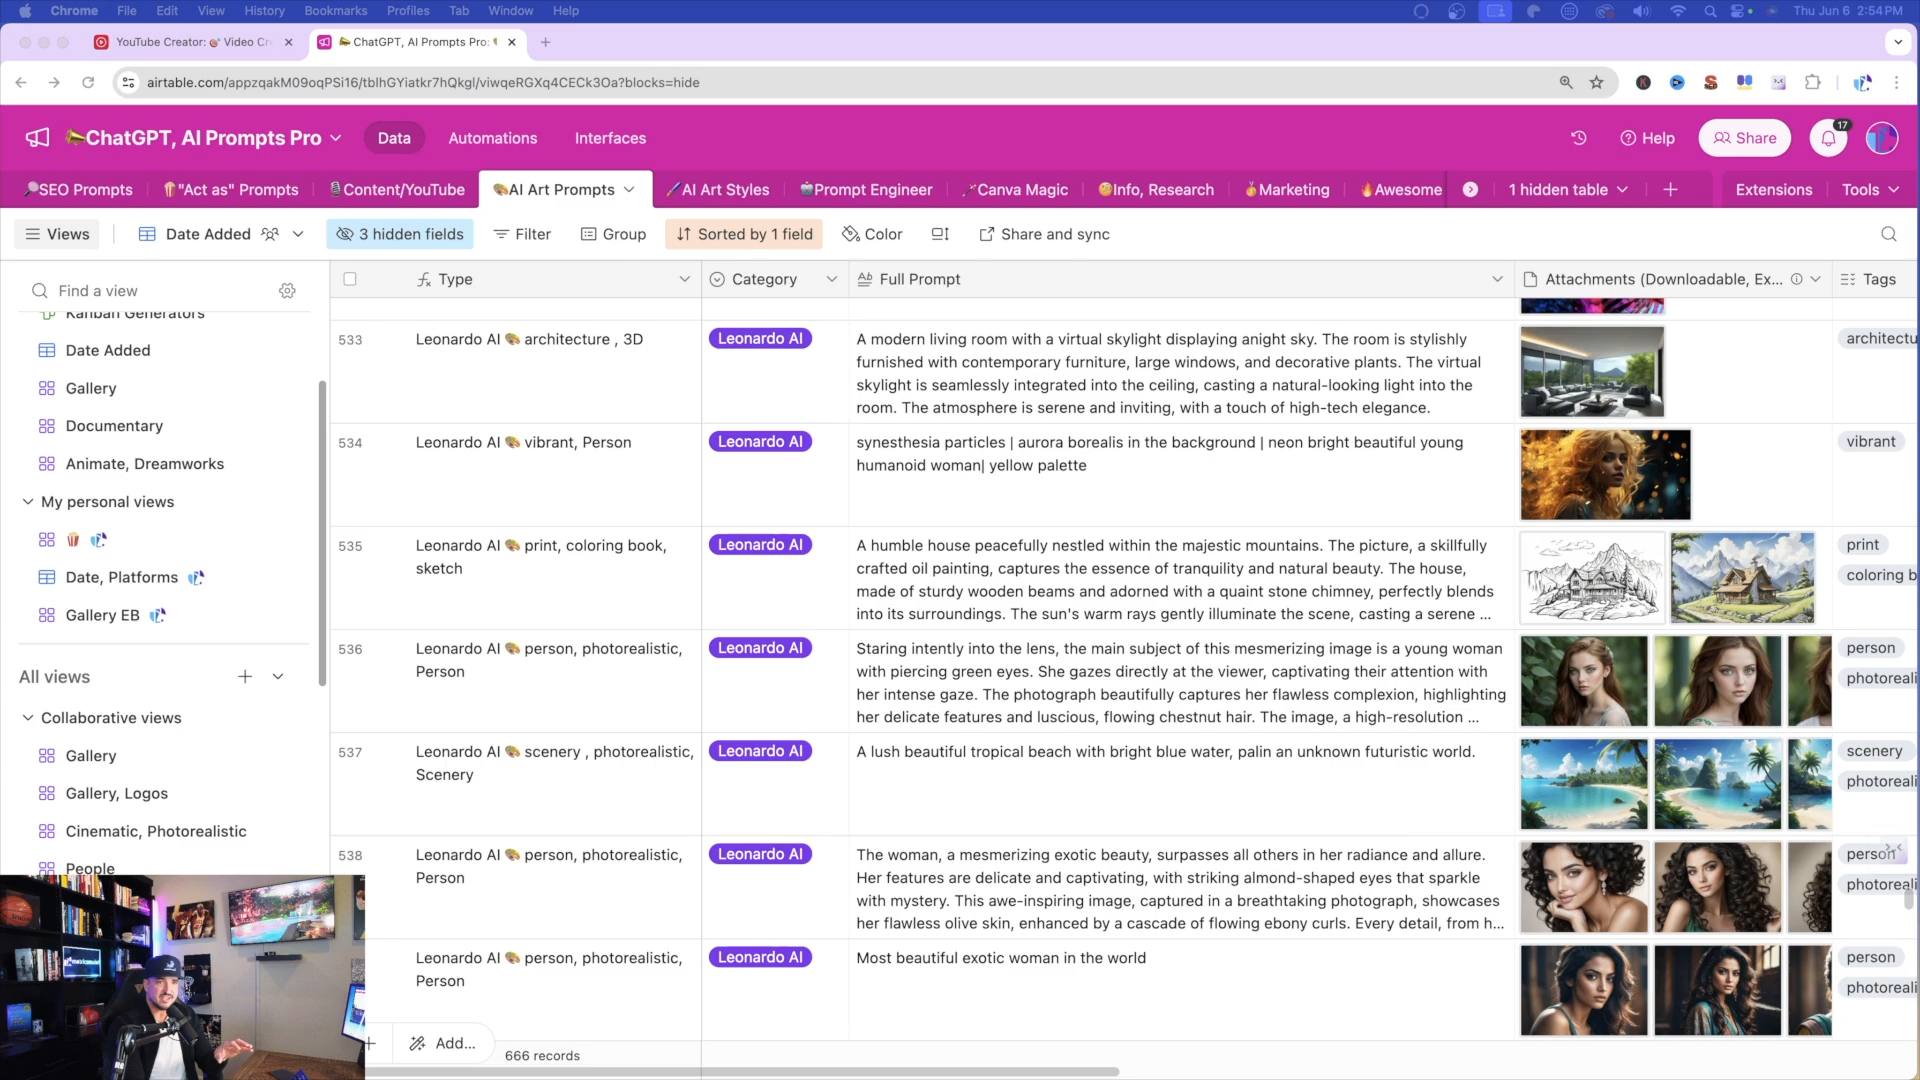 Chrome File Edit View History Bookmarks Profiles Tab Window Help Thu Jun 6 2:54 PM
YouTube Creator: 🎯 Video Cr
ChatGPT, AI Prompts Pro:
airtable.com/appzqakM09oqPSi16/tblhGYiatkr7hQkgl/viwqeRGXq4CECk3Oa?blocks=hide
ChatGPT, AI Prompts Pro Data Automations Interfaces Help Share 17
SEO Prompts "Act as" Prompts Content/YouTube AI Art Prompts AI Art Styles Prompt Engineer Canva Magic Info, Research Marketing Awesome 1 hidden table Extensions Tools
Views Date Added 3 hidden fields Filter Group Sorted by 1 field Color Share and sync
Find a view
Kanban Generators
Date Added
Gallery
Documentary
Animate, Dreamworks
My personal views
Date, Platforms
Gallery EB
All views
Collaborative views
Gallery
Gallery, Logos
Cinematic, Photorealistic
People
Type Category Full Prompt Attachments (Downloadable, Ex... Tags
533 Leonardo AI 🎨 architecture , 3D
Leonardo AI
A modern living room with a virtual skylight displaying anight sky. The room is stylishly
furnished with contemporary furniture, large windows, and decorative plants. The virtual
skylight is seamlessly integrated into the ceiling, casting a natural-looking light into the
room. The atmosphere is serene and inviting, with a touch of high-tech elegance.
architectu
534 Leonardo AI 🎨 vibrant, Person
Leonardo AI
synesthesia particles | aurora borealis in the background | neon bright beautiful young
humanoid woman| yellow palette
vibrant
535 Leonardo AI 🎨 print, coloring book,
sketch
Leonardo AI
A humble house peacefully nestled within the majestic mountains. The picture, a skillfully
crafted oil painting, captures the essence of tranquility and natural beauty. The house,
made of sturdy wooden beams and adorned with a quaint stone chimney, perfectly blends
into its surroundings. The sun's warm rays gently illuminate the scene, casting a serene ...
print
coloring b
536 Leonardo AI 🎨 person, photorealistic,
Person
Leonardo AI
Staring intently into the lens, the main subject of this mesmerizing image is a young woman
with piercing green eyes. She gazes directly at the viewer, captivating their attention with
her intense gaze. The photograph beautifully captures her flawless complexion, highlighting
her delicate features and luscious, flowing chestnut hair. The image, a high-resolution ...
person
photoreali
537 Leonardo AI 🎨 scenery , photorealistic,
Scenery
Leonardo AI
A lush beautiful tropical beach with bright blue water, palin an unknown futuristic world.
scenery
photoreali
538 Leonardo AI 🎨 person, photorealistic,
Person
Leonardo AI
The woman, a mesmerizing exotic beauty, surpasses all others in her radiance and allure.
Her features are delicate and captivating, with striking almond-shaped eyes that sparkle
with mystery. This awe-inspiring image, captured in a breathtaking photograph, showcases
her flawless olive skin, enhanced by a cascade of flowing ebony curls. Every detail, from h...
person
photoreali
Leonardo AI 🎨 person, photorealistic,
Person
Leonardo AI
Most beautiful exotic woman in the world
person
photoreali
Add...
666 records